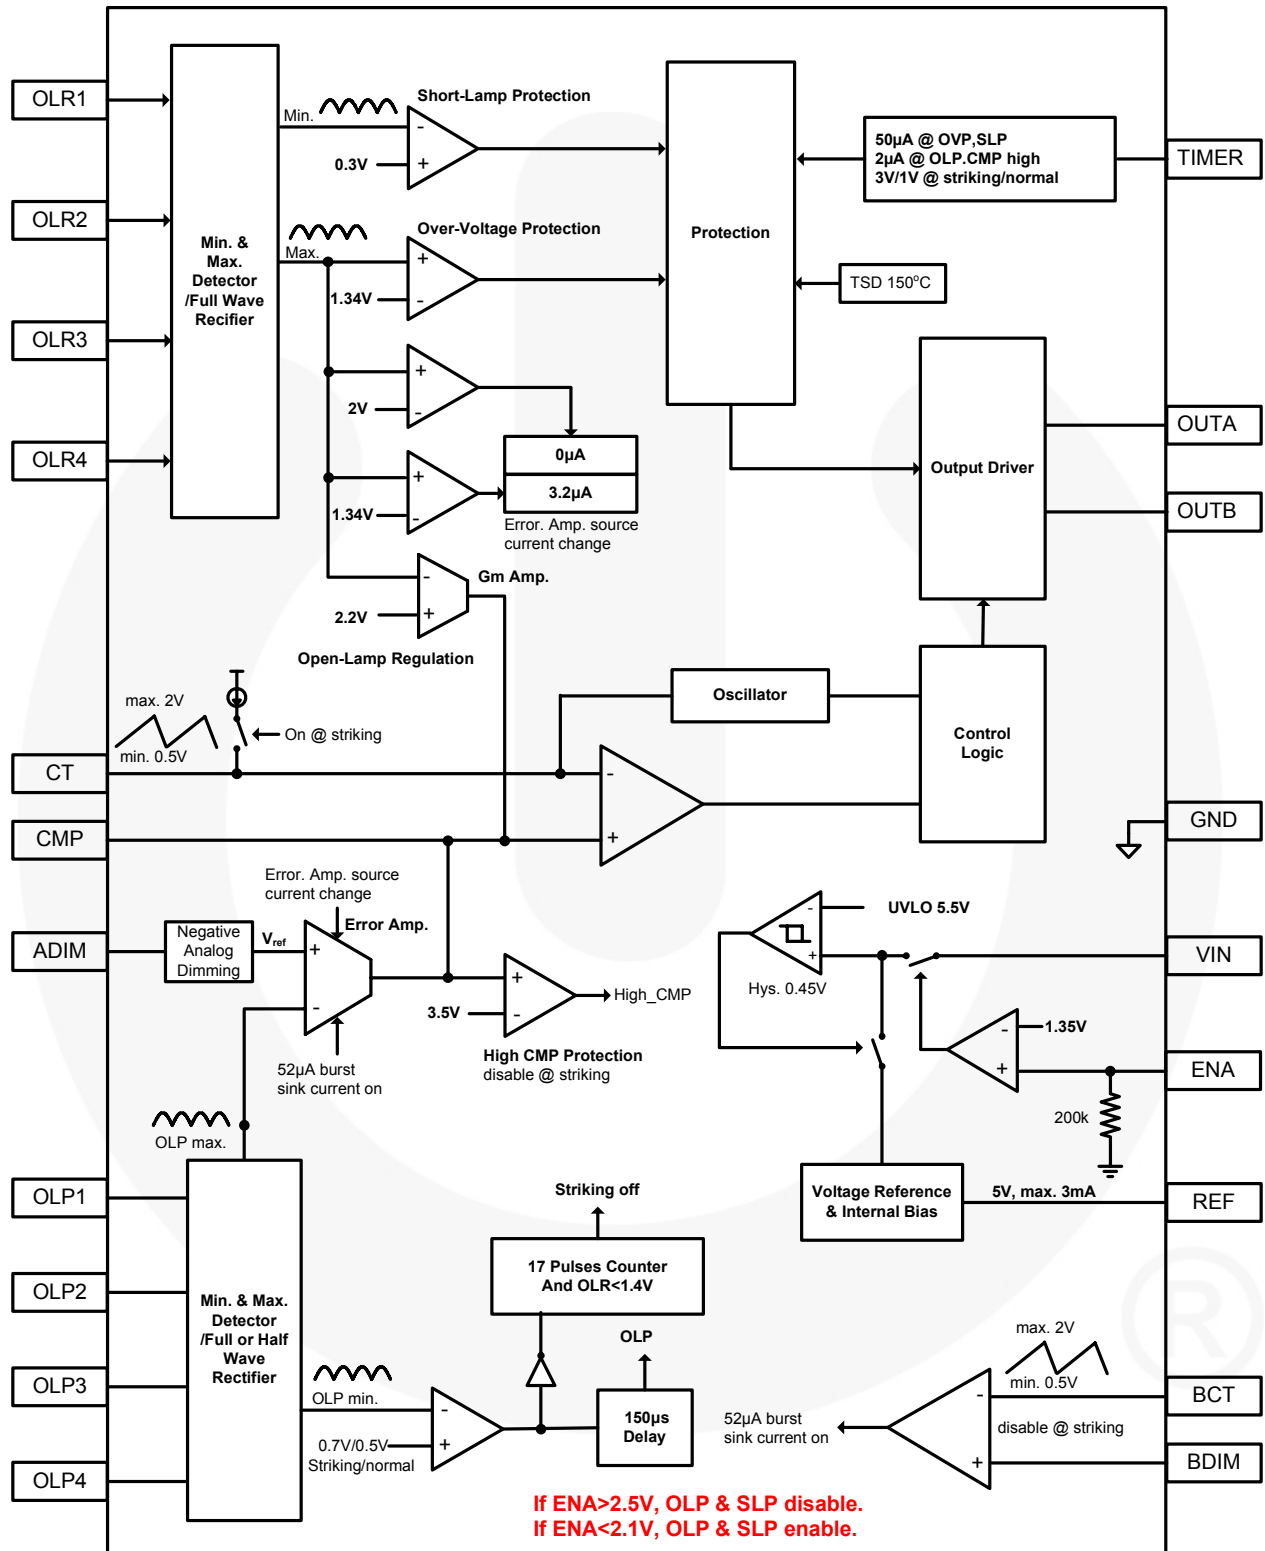 OLR1
OLR2
OLR3
OLR4
Min. &
Max.
Detector
/Full Wave
Recifier
Min.
Short-Lamp Protection
-
+
0.3V
Max.
Over-Voltage Protection
+
-
1.34V
+
-
2V
+
-
1.34V
0µA
3.2µA
Error. Amp. source
current change
Gm Amp.
-
+
2.2V
Open-Lamp Regulation
Protection
50µA @ OVP,SLP
2µA @ OLP.CMP high
3V/1V @ striking/normal
TIMER
TSD 150°C
Output Driver
OUTA
OUTB
Oscillator
Control
Logic
max. 2V
min. 0.5V
On @ striking
CT
CMP
-
+
GND
Error. Amp. source
current change
Error Amp.
ADIM
Negative
Analog
Dimming
Vref
+
-
52µA burst
sink current on
+
-
3.5V
High_CMP
High CMP Protection
disable @ striking
UVLO 5.5V
-
+
Hys. 0.45V
VIN
-
+
1.35V
ENA
200k
Voltage Reference
& Internal Bias
5V, max. 3mA
REF
OLP max.
OLP1
OLP2
OLP3
OLP4
Min. & Max.
Detector
/Full or Half
Wave
Rectifier
OLP min.
-
+
0.7V/0.5V
Striking/normal
Striking off
17 Pulses Counter
And OLR<1.4V
OLP
150µs
Delay
52µA burst
sink current on
max. 2V
min. 0.5V
-
+
disable @ striking
BCT
BDIM
If ENA>2.5V, OLP & SLP disable.
If ENA<2.1V, OLP & SLP enable.
®